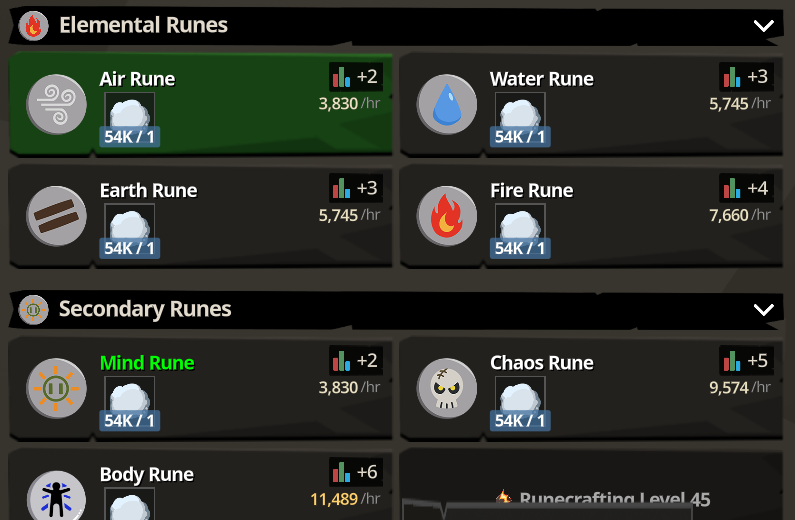 Elemental Runes
Air Rune
+2
3,830/hr
54K / 1
Water Rune
+3
5,745/hr
54K / 1
Earth Rune
+3
5,745/hr
54K / 1
Fire Rune
+4
7,660/hr
54K / 1
Secondary Runes
Mind Rune
+2
3,830/hr
54K / 1
Chaos Rune
+5
9,574/hr
54K / 1
Body Rune
+6
11,489/hr
Runecrafting Level 45